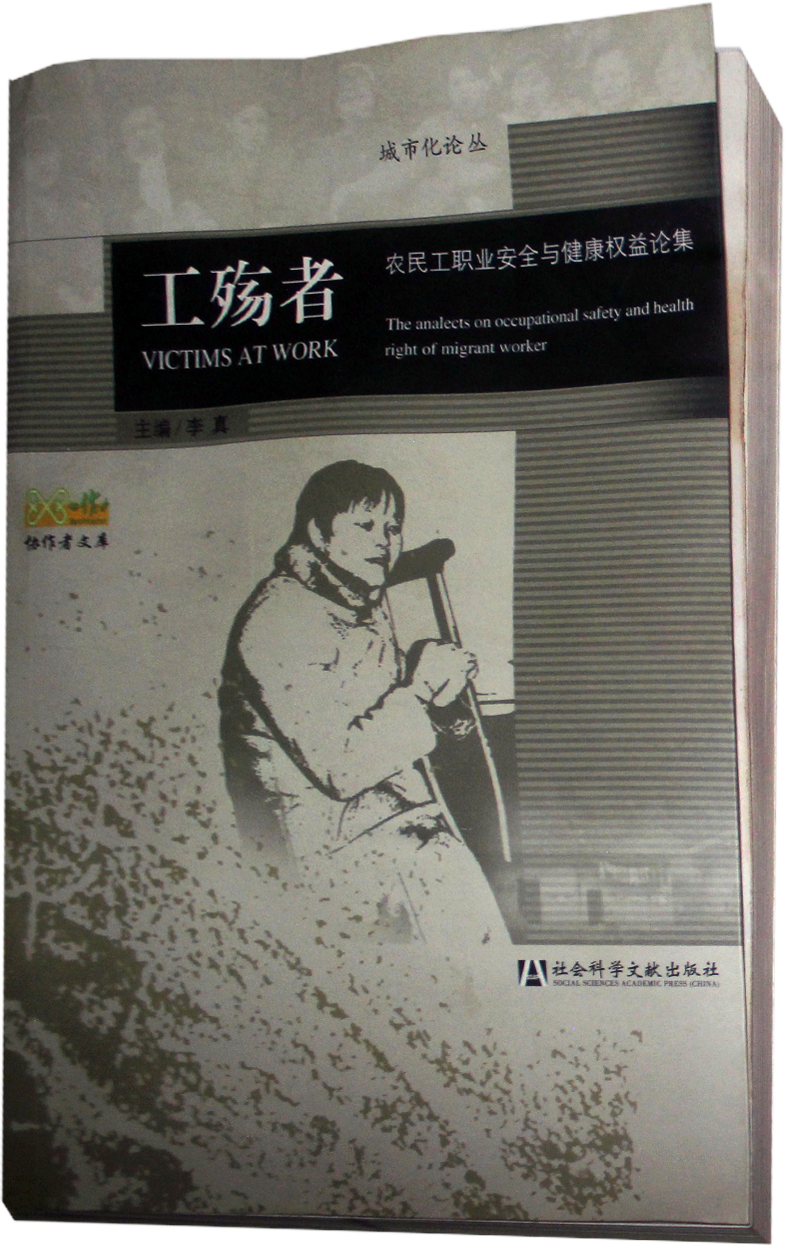 城市化论丛
工殇者
VICTIMS AT WORK
农民工职业安全与健康权益论集
The analects on occupational safety and health
right of migrant worker
主编/李 真
协作者文库
社会科学文献出版社
SOCIAL SCIENCES ACADEMIC PRESS (CHINA)